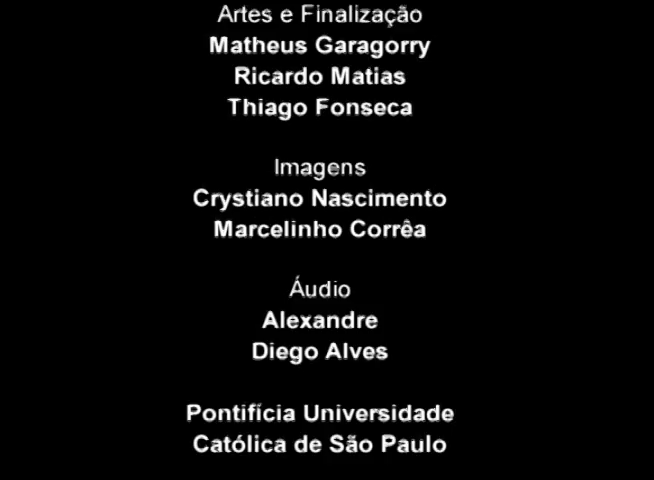 Artes e Finalização
Matheus Garagorry
Ricardo Matias
Thiago Fonseca
Imagens
Crystiano Nascimento
Marcelinho Corrêa
Áudio
Alexandre
Diego Alves
Pontifícia Universidade
Católica de São Paulo